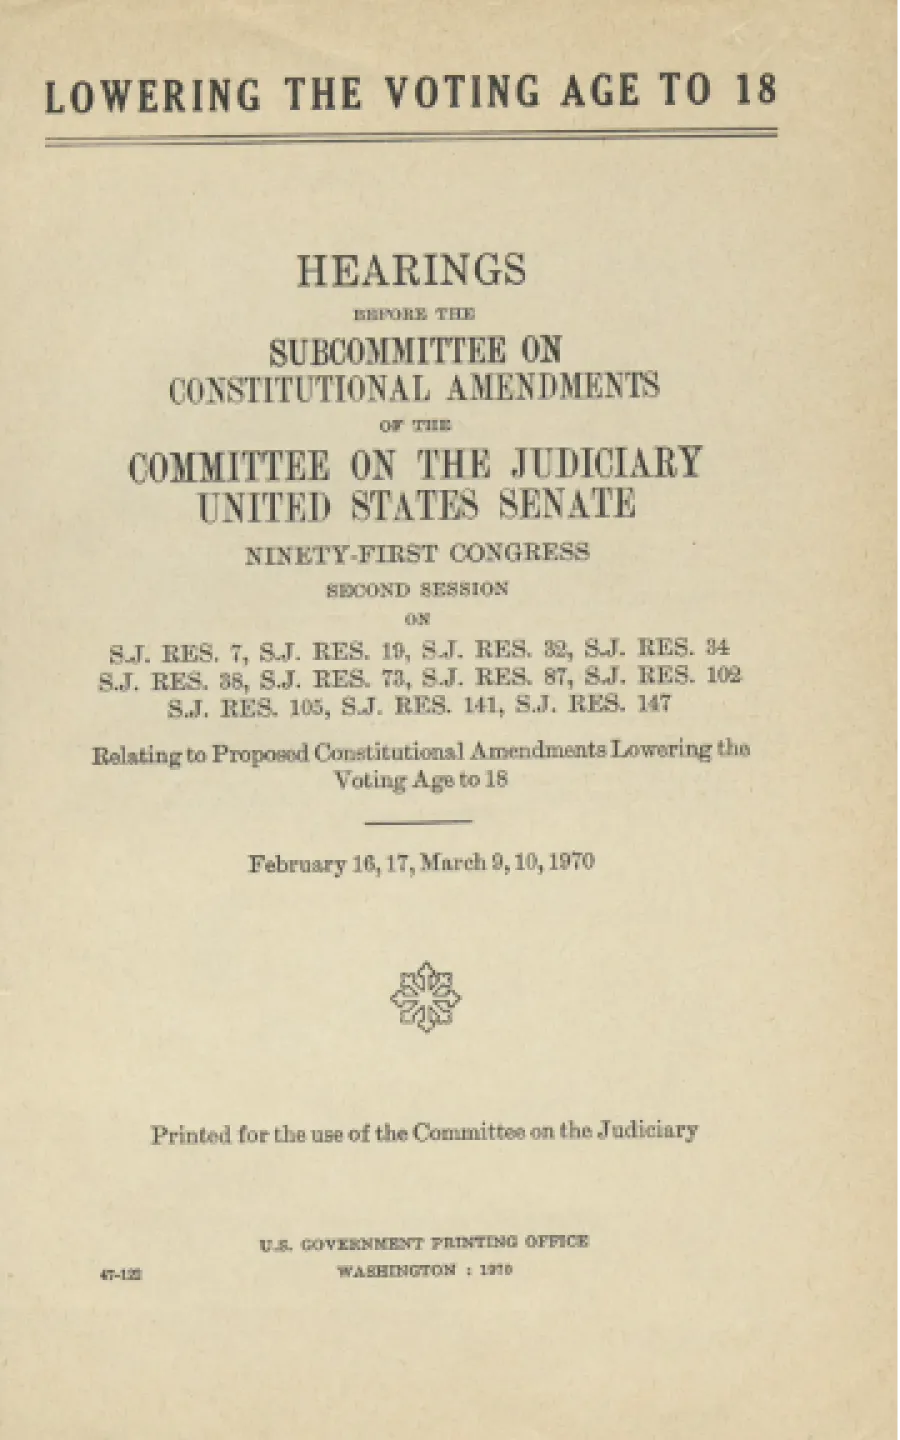 LOWERING THE VOTING AGE TO 18
HEARINGS
BEFORE THE
SUBCOMMITTEE ON
CONSTITUTIONAL AMENDMENTS
OF THE
COMMITTEE ON THE JUDICIARY
UNITED STATES SENATE
NINETY-FIRST CONGRESS
SECOND SESSION
ON
S.J. RES. 7, S.J. RES. 19, S.J. RES. 32, S.J. RES. 34
S.J. RES. 38, S.J. RES. 73, S.J. RES. 87, S.J. RES. 102
S.J. RES. 105, S.J. RES. 141, S.J. RES. 147
Relating to Proposed Constitutional Amendments Lowering the
Voting Age to 18
February 16, 17, March 9, 10, 1970
Printed for the use of the Committee on the Judiciary
U.S. GOVERNMENT PRINTING OFFICE
47-122 WASHINGTON : 1970